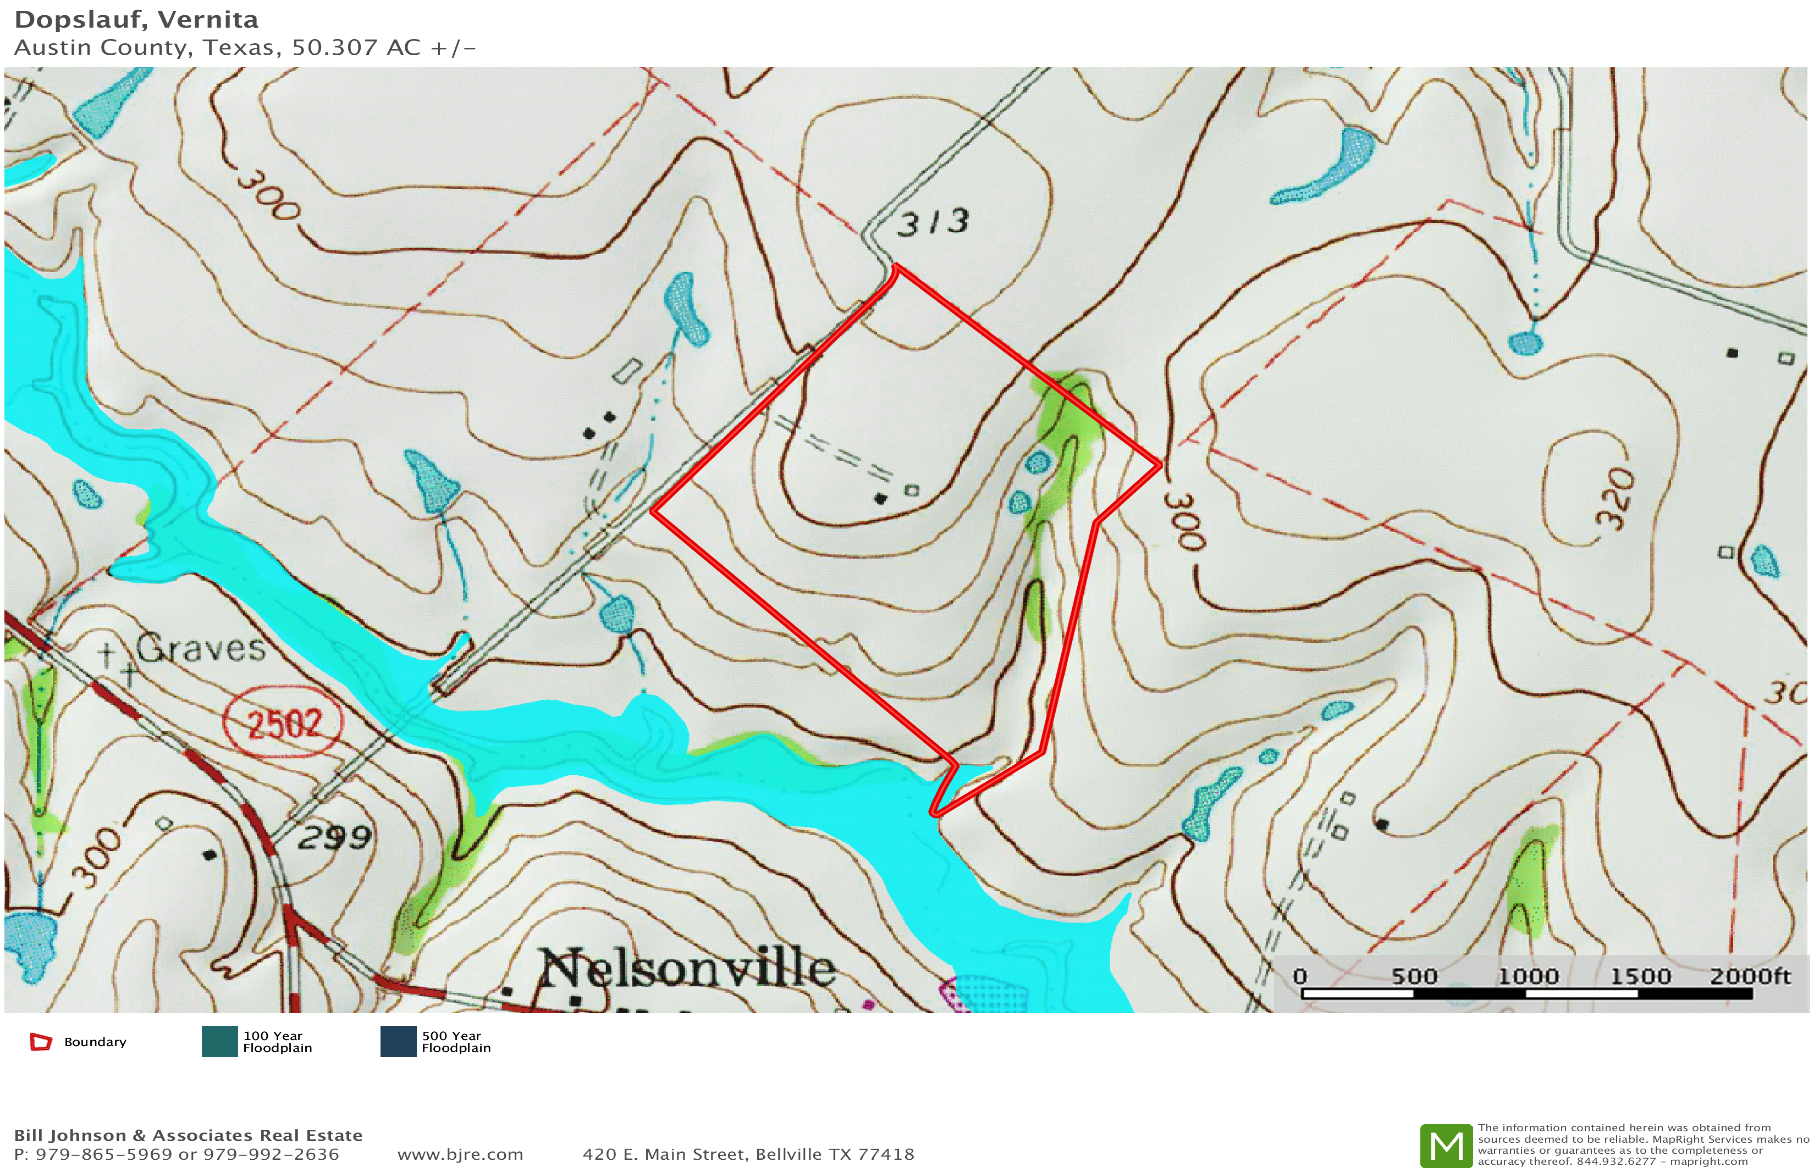 Dopslauf, Vernita
Austin County, Texas, 50.307 AC +/-
300
313
300
320
30
Graves
2502
299
300
Nelsonville
0 500 1000 1500 2000ft
Boundary
100 Year
Floodplain
500 Year
Floodplain
Bill Johnson & Associates Real Estate
P: 979-865-5969 or 979-992-2636 www.bjre.com 420 E. Main Street, Bellville TX 77418
M
The information contained herein was obtained from
sources deemed to be reliable. MapRight Services makes no
warranties or guarantees as to the completeness or
accuracy thereof. 844.932.6277 - mapright.com